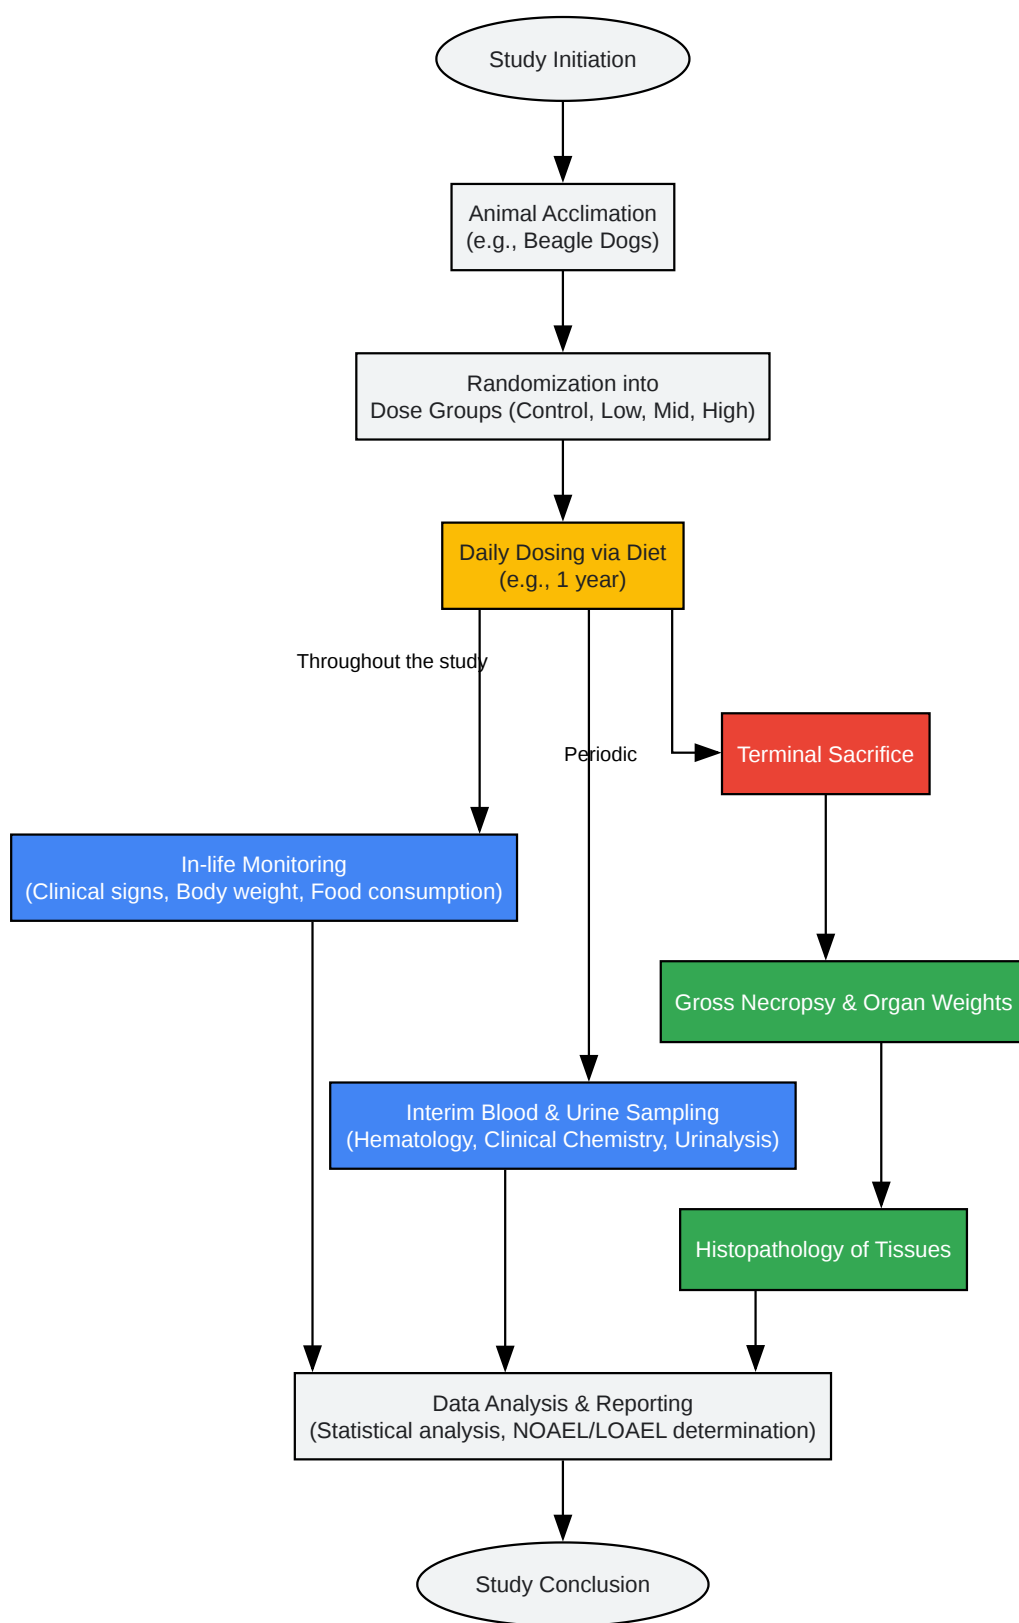 Study Initiation
Animal Acclimation
(e.g., Beagle Dogs)
Randomization into
Dose Groups (Control, Low, Mid, High)
Daily Dosing via Diet
(e.g., 1 year)
Throughout the study
Periodic
Terminal Sacrifice
In-life Monitoring
(Clinical signs, Body weight, Food consumption)
Gross Necropsy & Organ Weights
Interim Blood & Urine Sampling
(Hematology, Clinical Chemistry, Urinalysis)
Histopathology of Tissues
Data Analysis & Reporting
(Statistical analysis, NOAEL/LOAEL determination)
Study Conclusion